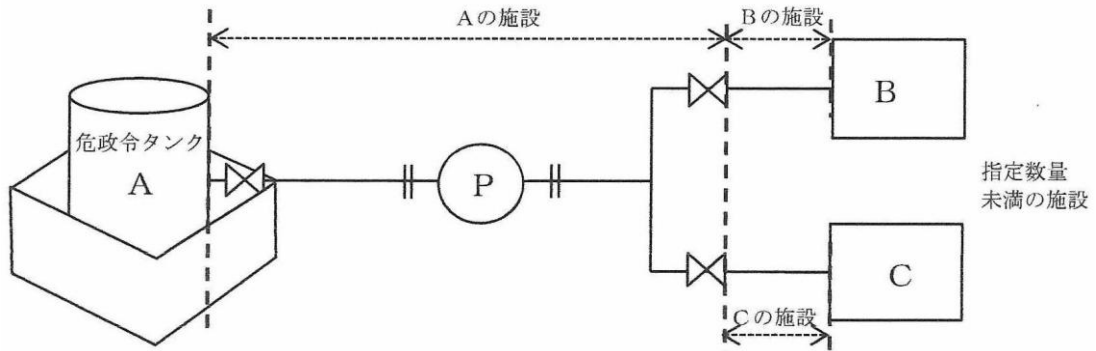 Aの施設
Bの施設
危政令タンク
A
P
B
指定数量
未満の施設
C
Cの施設